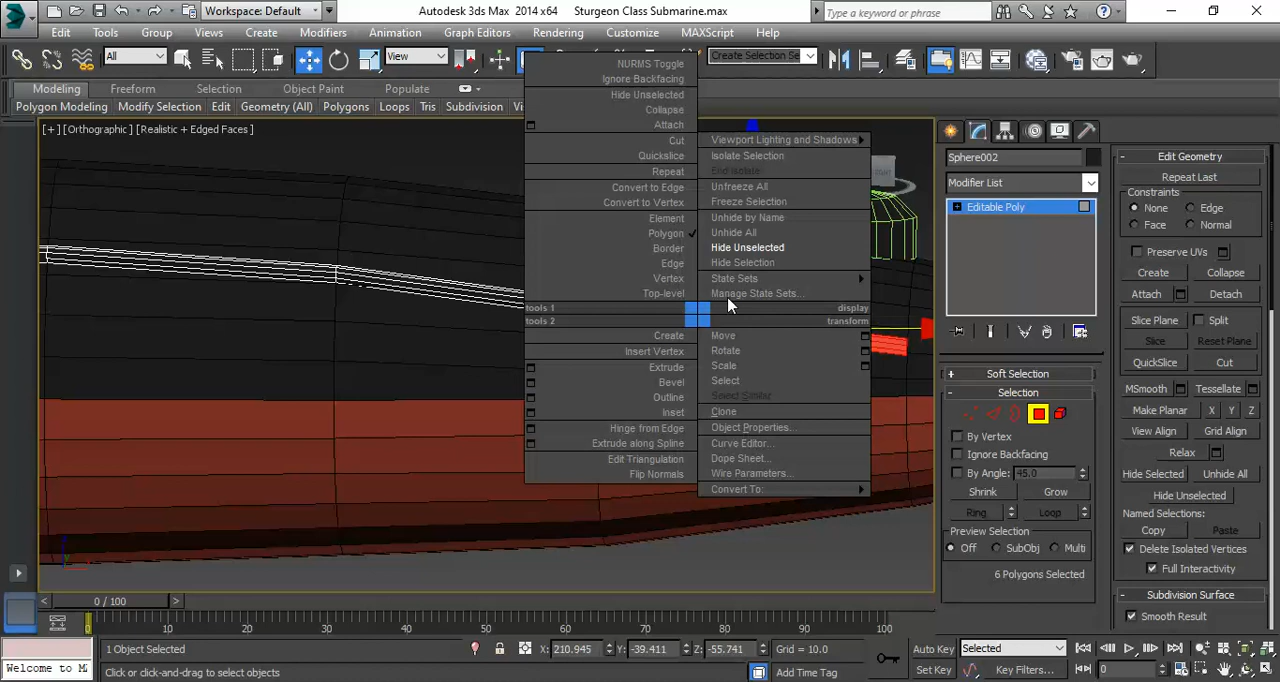 Workspace: Default
Autodesk 3ds Max 2014 x64 Sturgeon Class Submarine.max
Type a keyword or phrase
Edit Tools Group Views Create Modifiers Animation Graph Editors Rendering Customize MAXScript Help
All
View
Create Selection Se
Modeling Freeform Selection Object Paint Populate
Polygon Modeling Modify Selection Edit Geometry (All) Polygons Loops Tris Subdivision
[+] [Orthographic] [Realistic + Edged Faces]
NURMS Toggle
Ignore Backfacing
Hide Unselected
Collapse
Attach
Cut
Quickslice
Repeat
Convert to Edge
Convert to Vertex
Element
Polygon
Border
Edge
Vertex
Top-level
tools 1
tools 2
Create
Insert Vertex
Extrude
Bevel
Outline
Inset
Hinge from Edge
Extrude along Spline
Edit Triangulation
Flip Normals
Viewport Lighting and Shadows
Isolate Selection
End Isolate
Unfreeze All
Freeze Selection
Unhide by Name
Unhide All
Hide Unselected
Hide Selection
State Sets
Manage State Sets...
display
transform
Move
Rotate
Scale
Select
Select Similar
Clone
Object Properties...
Curve Editor...
Dope Sheet...
Wire Parameters...
Convert To:
Sphere002
Modifier List
Editable Poly
Soft Selection
Selection
By Vertex
Ignore Backfacing
By Angle: 45.0
Shrink Grow
Ring Loop
Preview Selection
Off SubObj Multi
6 Polygons Selected
Edit Geometry
Repeat Last
Constraints
None Edge
Face Normal
Preserve UVs
Create Collapse
Attach Detach
Slice Plane Split
Slice Reset Plane
QuickSlice Cut
MSmooth Tessellate
Make Planar X Y Z
View Align Grid Align
Relax
Hide Selected Unhide All
Hide Unselected
Named Selections:
Copy Paste
Delete Isolated Vertices
Full Interactivity
Subdivision Surface
Smooth Result
0 / 100
10 20 30 40 50 60 70 80 90 100
1 Object Selected
X: 210.945 Y: -39.411 Z: -55.741 Grid = 10.0
Auto Key Selected
Welcome to M
Click or click-and-drag to select objects
Add Time Tag
Set Key Key Filters...
0